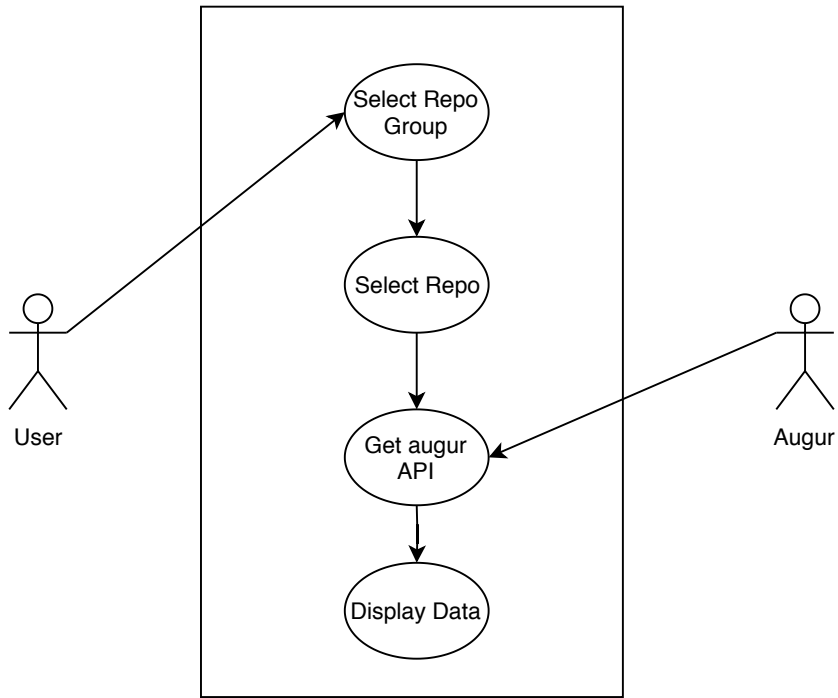 Select Repo
Group
Select Repo
User
Augur
Get augur
API
Display Data